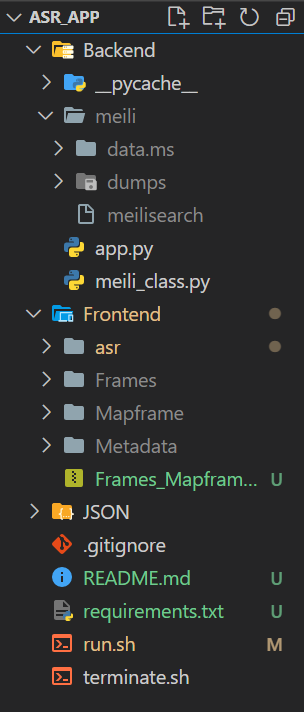 ASR_APP
Backend
__pycache__
meili
data.ms
dumps
meilisearch
app.py
meili_class.py
Frontend
asr
Frames
Mapframe
Metadata
Frames_Mapfram... U
JSON
.gitignore
README.md U
requirements.txt U
run.sh M
terminate.sh